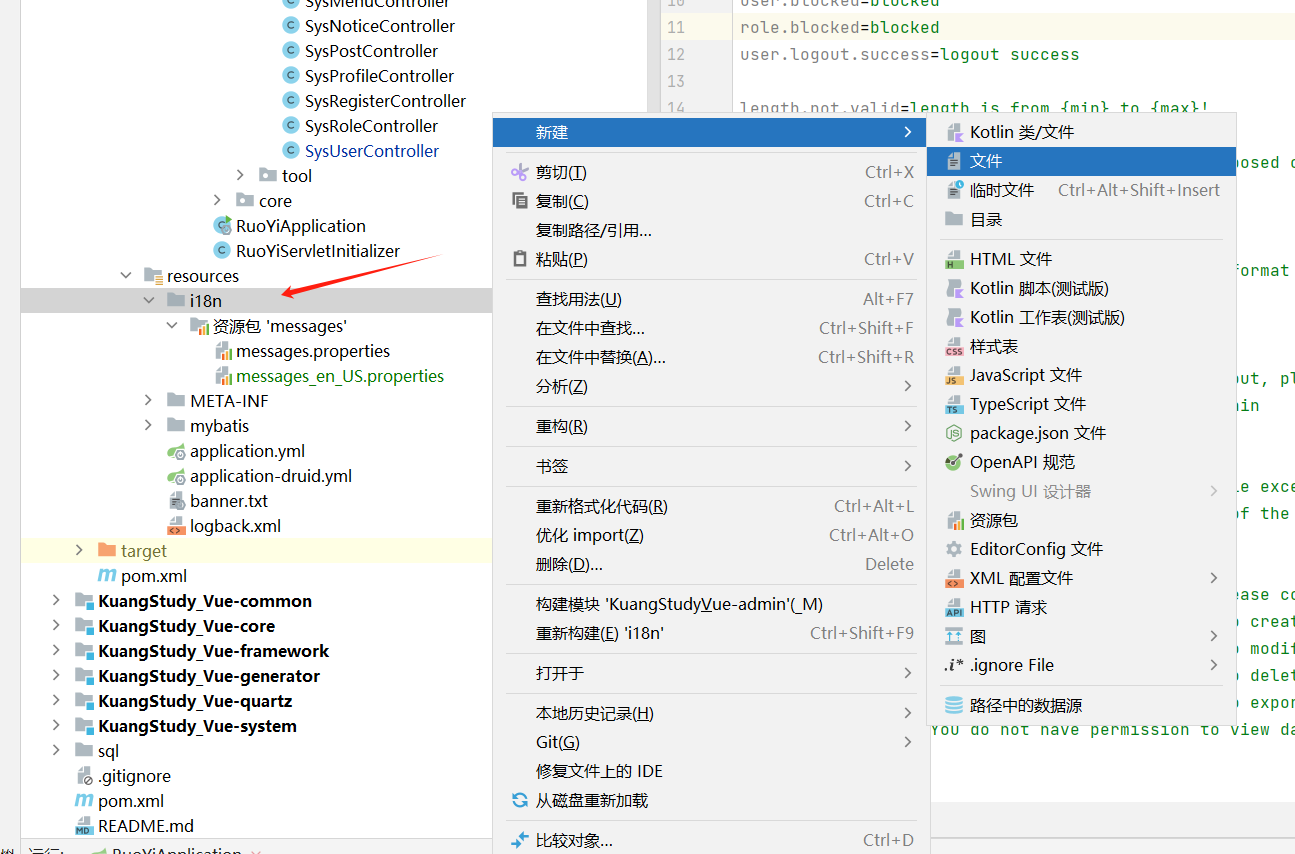 SysMenuController
SysNoticeController
SysPostController
SysProfileController
SysRegisterController
SysRoleController
SysUserController
tool
core
RuoYiApplication
RuoYiServletInitializer
resources
i18n
资源包 'messages'
messages.properties
messages_en_US.properties
META-INF
mybatis
application.yml
application-druid.yml
banner.txt
logback.xml
target
pom.xml
KuangStudy_Vue-common
KuangStudy_Vue-core
KuangStudy_Vue-framework
KuangStudy_Vue-generator
KuangStudy_Vue-quartz
KuangStudy_Vue-system
sql
.gitignore
pom.xml
README.md
运行: RuoYiApplication
10 user.blocked=blocked
11 role.blocked=blocked
12 user.logout.success=logout success
13
14 length.not.valid=length is from {min} to {max}!
新建
剪切(T) Ctrl+X
复制(C) Ctrl+C
复制路径/引用...
粘贴(P) Ctrl+V
查找用法(U) Alt+F7
在文件中查找... Ctrl+Shift+F
在文件中替换(A)... Ctrl+Shift+R
分析(Z)
重构(R)
书签
重新格式化代码(R) Ctrl+Alt+L
优化 import(Z) Ctrl+Alt+O
删除(D)... Delete
构建模块 'KuangStudyVue-admin'(_M)
重新构建(E) 'i18n' Ctrl+Shift+F9
打开于
本地历史记录(H)
Git(G)
修复文件上的 IDE
从磁盘重新加载
比较对象... Ctrl+D
Kotlin 类/文件
文件
临时文件 Ctrl+Alt+Shift+Insert
目录
HTML 文件
Kotlin 脚本(测试版)
Kotlin 工作表(测试版)
样式表
JavaScript 文件
TypeScript 文件
package.json 文件
OpenAPI 规范
Swing UI 设计器
资源包
EditorConfig 文件
XML 配置文件
HTTP 请求
图
.ignore File
路径中的数据源
format
out, pl
of the
You do not have permission to view da